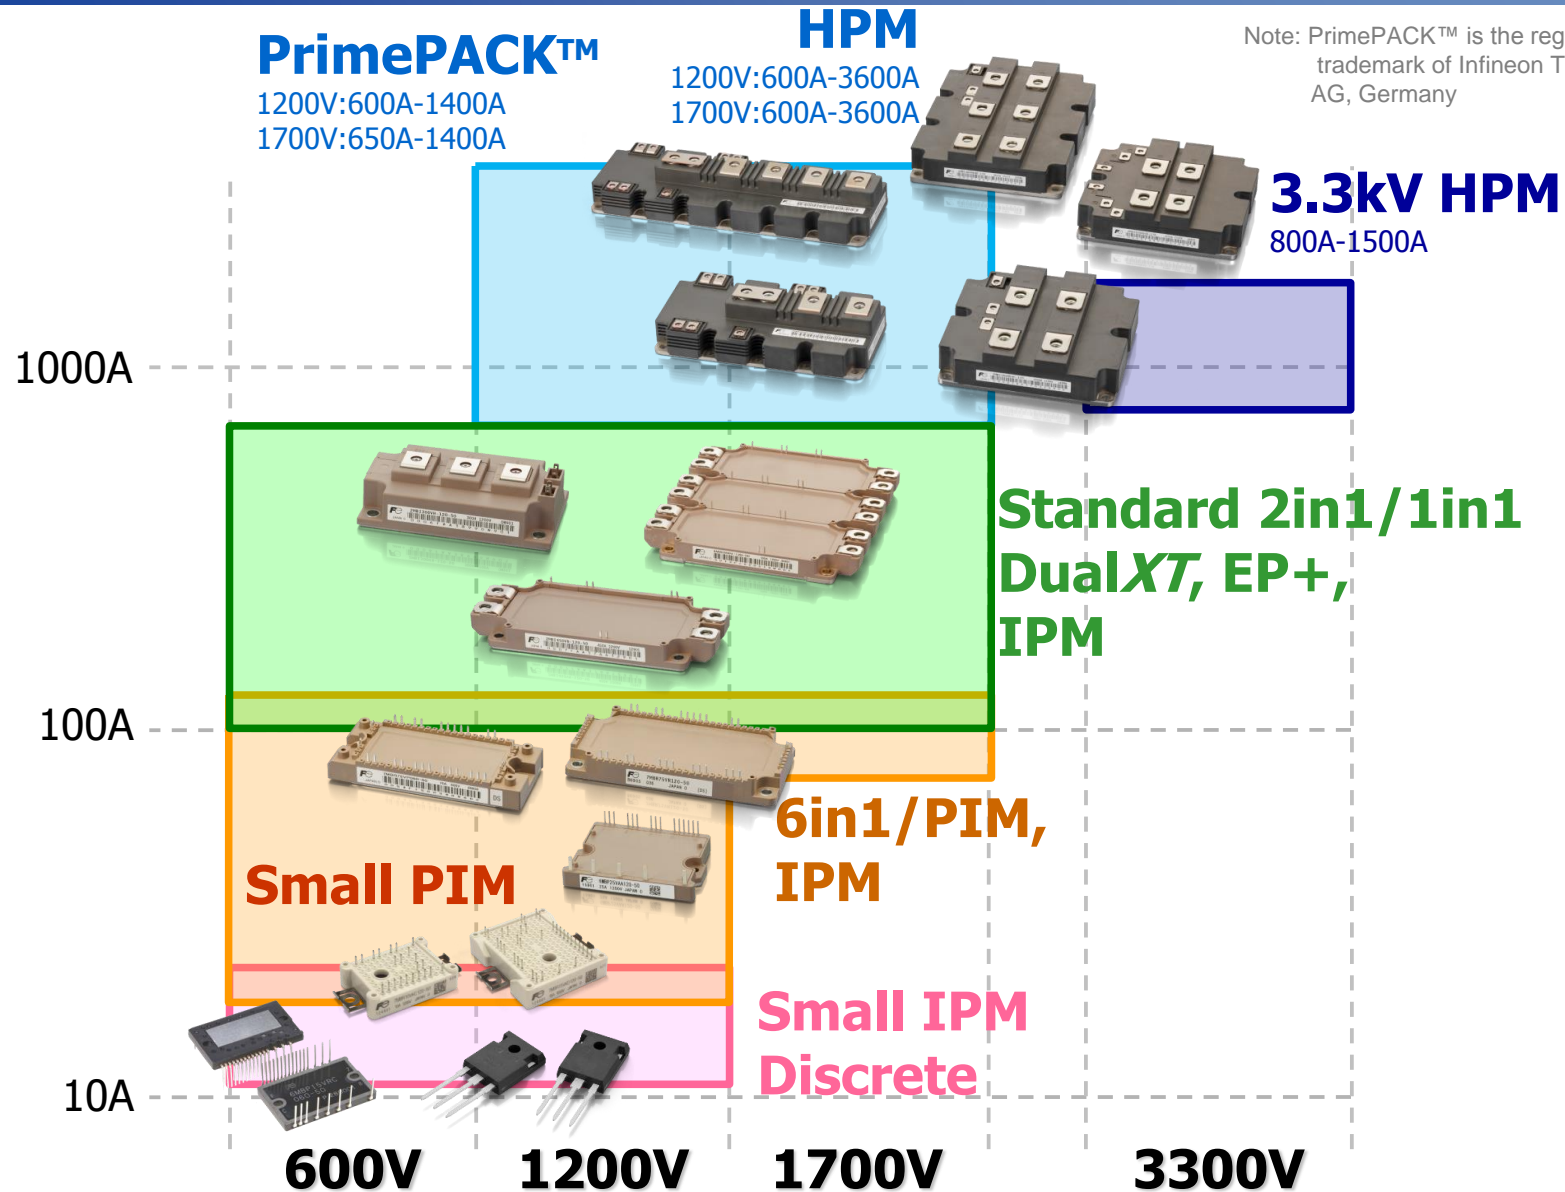 PrimePACK™
1200V:600A-1400A
1700V:650A-1400A
HPM
1200V:600A-3600A
1700V:600A-3600A
Note: PrimePACK™ is the reg
trademark of Infineon T
AG, Germany
3.3kV HPM
800A-1500A
1000A
Standard 2in1/1in1
DualXT, EP+,
IPM
100A
6in1/PIM,
IPM
Small PIM
Small IPM
Discrete
10A
600V
1200V
1700V
3300V